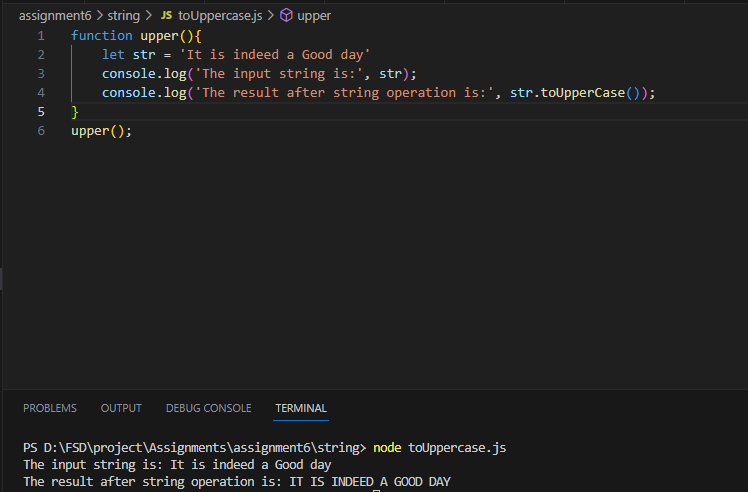 assignment6 > string > JS toUppercase.js > upper
1 function upper(){
2     let str = 'It is indeed a Good day'
3     console.log('The input string is:', str);
4     console.log('The result after string operation is:', str.toUpperCase());
5 }
6 upper();
PROBLEMS OUTPUT DEBUG CONSOLE TERMINAL
PS D:\FSD\project\Assignments\assignment6\string> node toUppercase.js
The input string is: It is indeed a Good day
The result after string operation is: IT IS INDEED A GOOD DAY